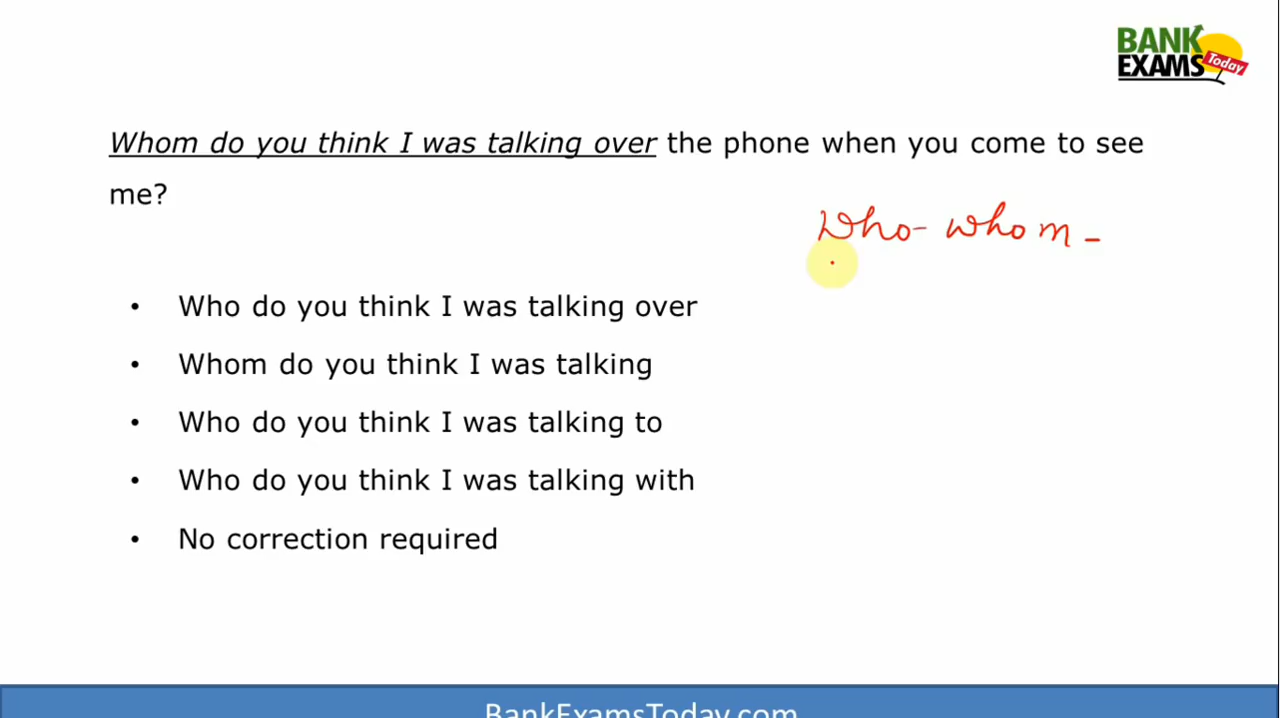 BANK
EXAMS Today
Whom do you think I was talking over the phone when you come to see
me?
Who - whom -
• Who do you think I was talking over
• Whom do you think I was talking
• Who do you think I was talking to
• Who do you think I was talking with
• No correction required
BankExamsToday.com